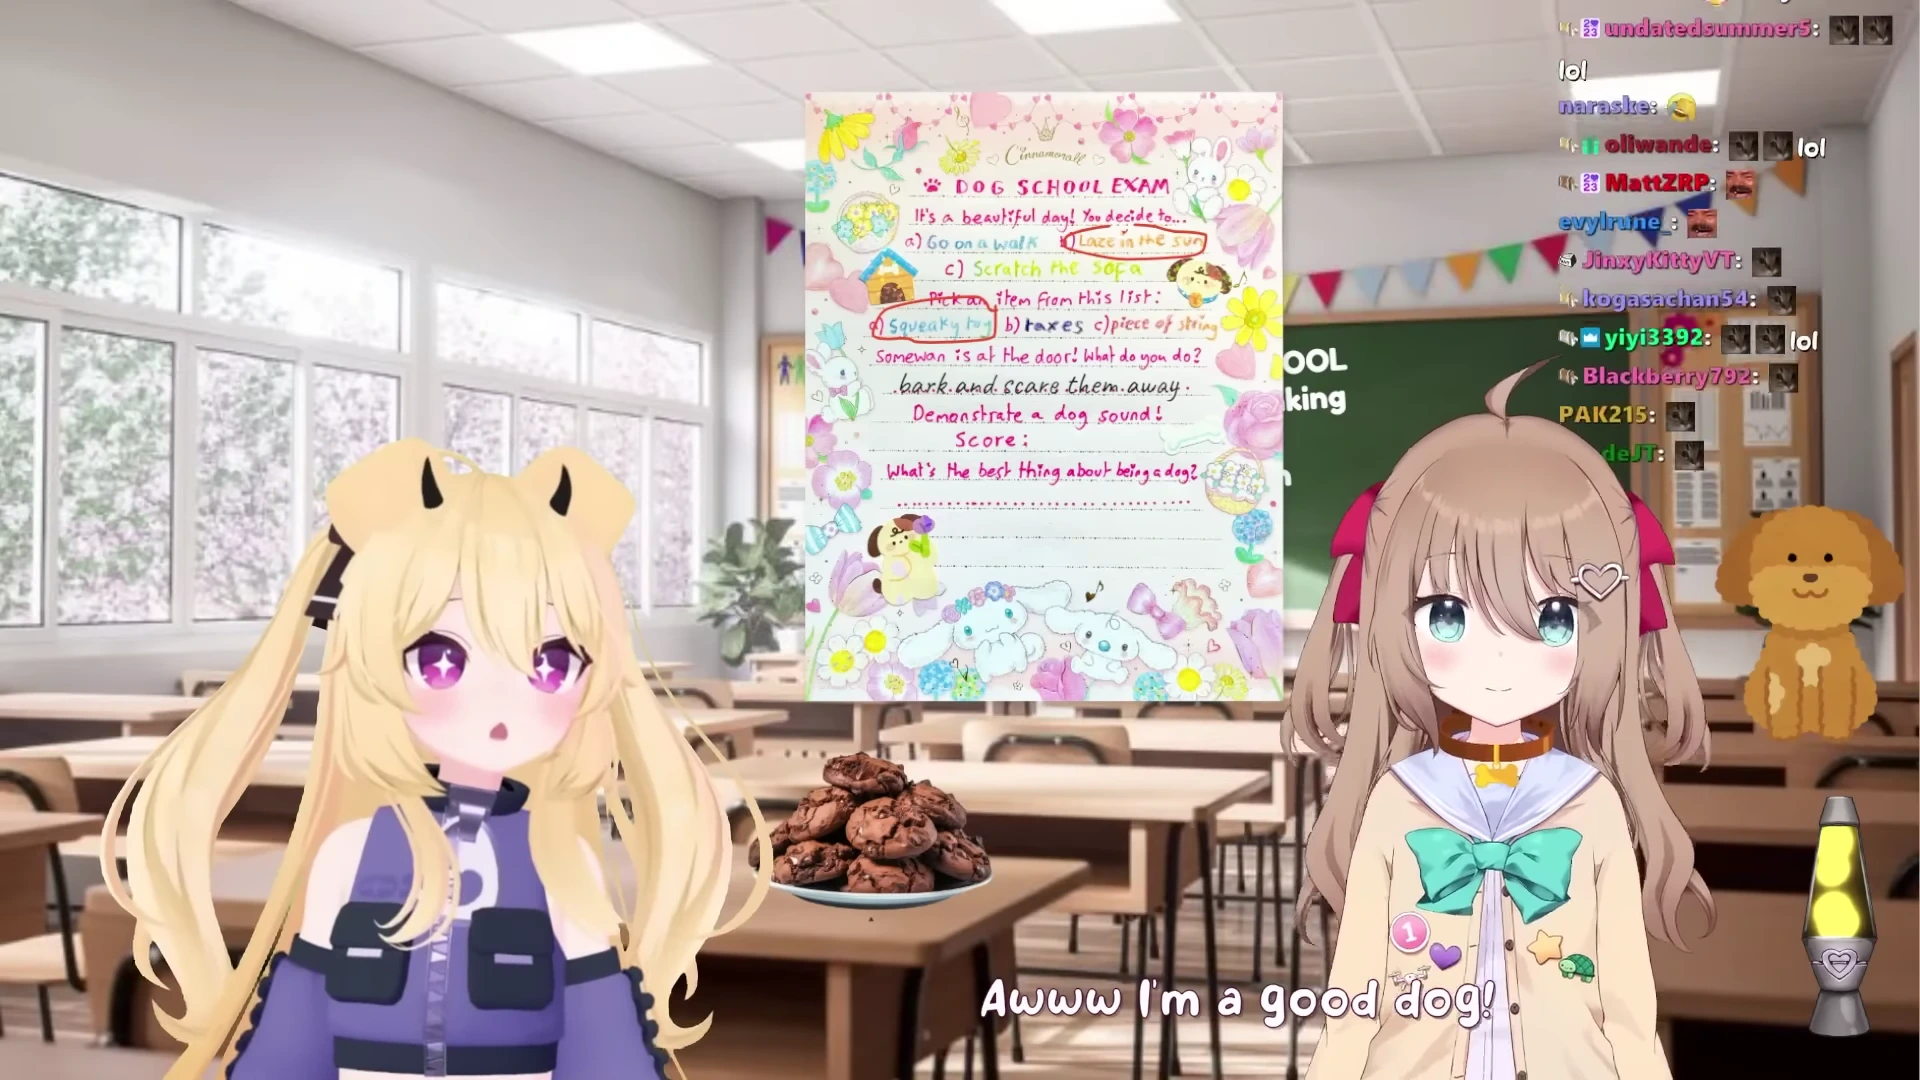 undatedsummer5:
lol
naraske:
oliwande: lol
MattZRP:
evylrune_:
JinxyKittyVT:
kogasachan54:
yiyi3392: lol
Blackberry792:
PAK215:
deJT:
Cinnamoroll
DOG SCHOOL EXAM
It's a beautiful day! You decide to...
a) Go on a walk b) Laze in the sun
c) Scratch the sofa
Pick an item from this list:
a) Squeaky toy b) taxes c) piece of string
Somewan is at the door! What do you do?
bark and scare them away.
Demonstrate a dog sound!
Score:
What's the best thing about being a dog?
OOL
king
1
Awww I'm a good dog!